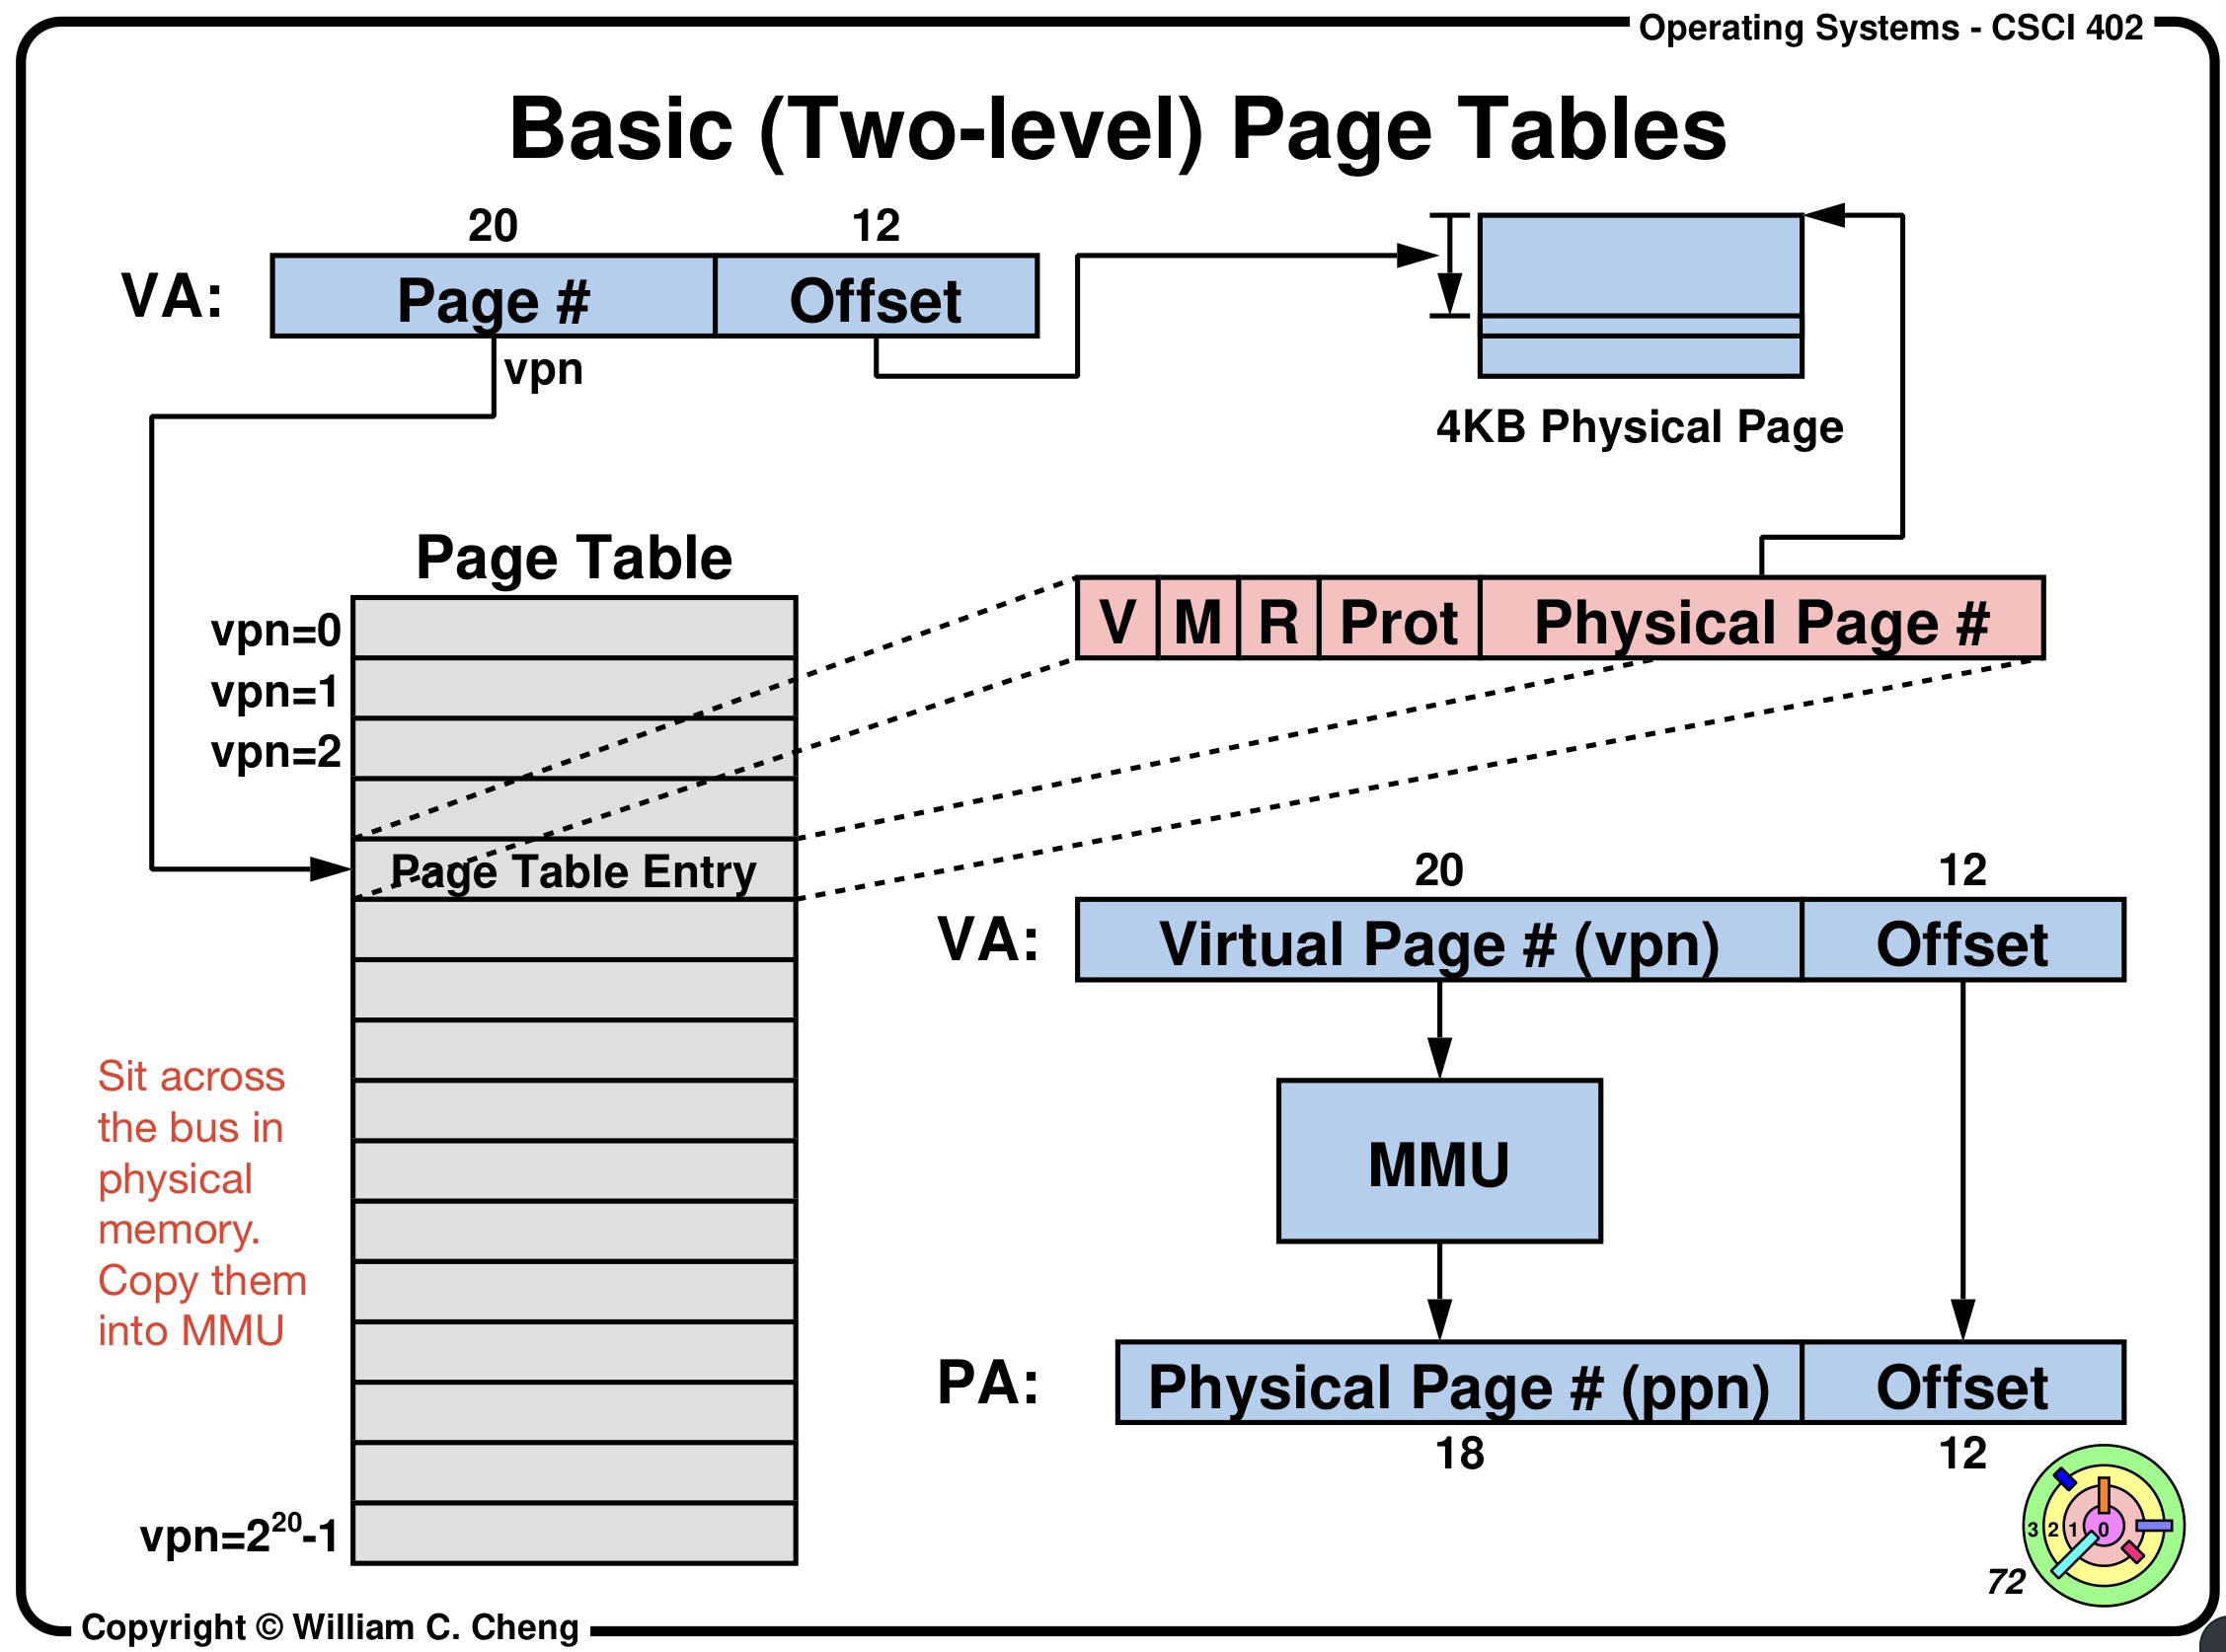 Operating Systems - CSCI 402
Basic (Two-level) Page Tables
20 12
VA: Page # Offset
vpn
4KB Physical Page
Page Table
V M R Prot Physical Page #
vpn=0
vpn=1
vpn=2
Page Table Entry
20 12
VA: Virtual Page # (vpn) Offset
MMU
Sit across
the bus in
physical
memory.
Copy them
into MMU
PA: Physical Page # (ppn) Offset
18 12
vpn=2²⁰-1
3 2 1 0
72
Copyright © William C. Cheng